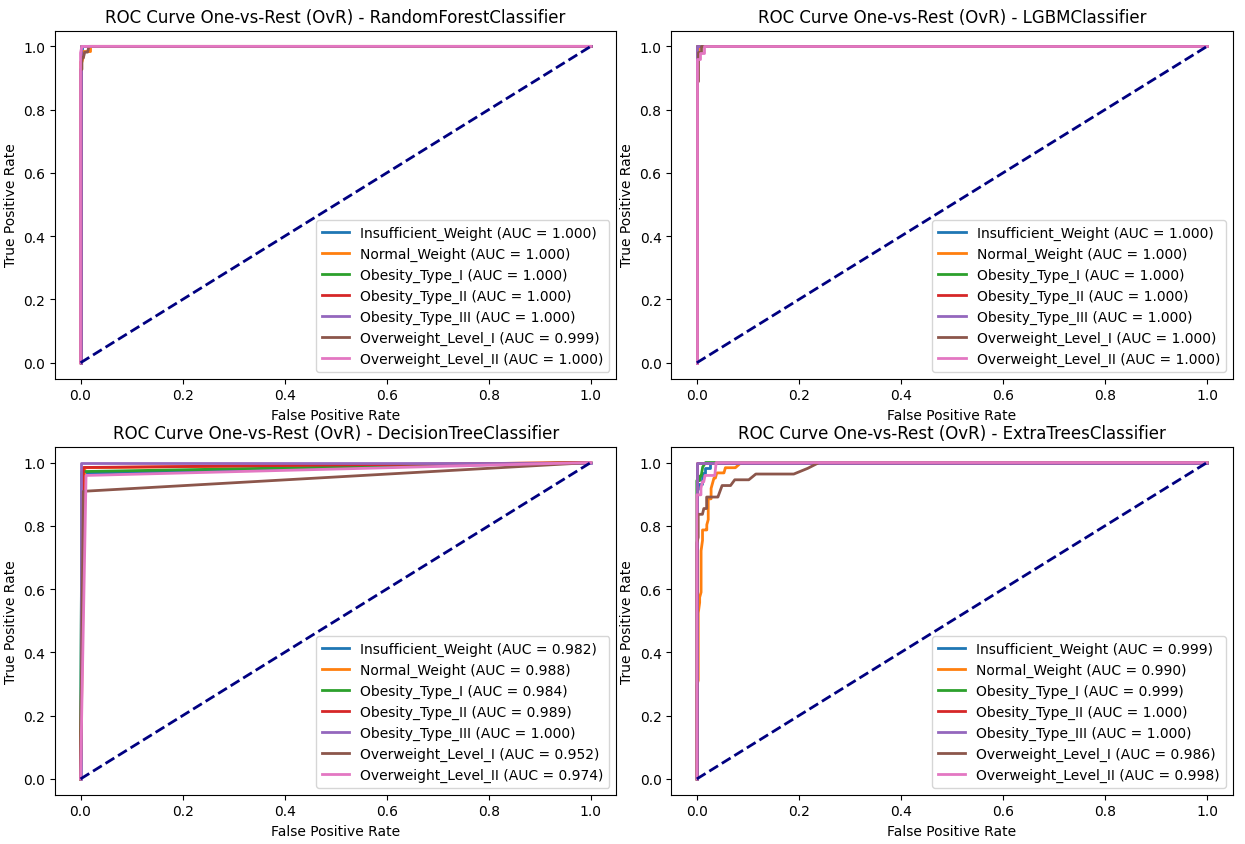 ROC Curve One-vs-Rest (OvR) - RandomForestClassifier
True Positive Rate
1.0
0.8
0.6
0.4
0.2
0.0
Insufficient_Weight (AUC = 1.000)
Normal_Weight (AUC = 1.000)
Obesity_Type_I (AUC = 1.000)
Obesity_Type_II (AUC = 1.000)
Obesity_Type_III (AUC = 1.000)
Overweight_Level_I (AUC = 0.999)
Overweight_Level_II (AUC = 1.000)
0.0 0.2 0.4 0.6 0.8 1.0
False Positive Rate
ROC Curve One-vs-Rest (OvR) - LGBMClassifier
True Positive Rate
1.0
0.8
0.6
0.4
0.2
0.0
Insufficient_Weight (AUC = 1.000)
Normal_Weight (AUC = 1.000)
Obesity_Type_I (AUC = 1.000)
Obesity_Type_II (AUC = 1.000)
Obesity_Type_III (AUC = 1.000)
Overweight_Level_I (AUC = 1.000)
Overweight_Level_II (AUC = 1.000)
0.0 0.2 0.4 0.6 0.8 1.0
False Positive Rate
ROC Curve One-vs-Rest (OvR) - DecisionTreeClassifier
True Positive Rate
1.0
0.8
0.6
0.4
0.2
0.0
Insufficient_Weight (AUC = 0.982)
Normal_Weight (AUC = 0.988)
Obesity_Type_I (AUC = 0.984)
Obesity_Type_II (AUC = 0.989)
Obesity_Type_III (AUC = 1.000)
Overweight_Level_I (AUC = 0.952)
Overweight_Level_II (AUC = 0.974)
0.0 0.2 0.4 0.6 0.8 1.0
False Positive Rate
ROC Curve One-vs-Rest (OvR) - ExtraTreesClassifier
True Positive Rate
1.0
0.8
0.6
0.4
0.2
0.0
Insufficient_Weight (AUC = 0.999)
Normal_Weight (AUC = 0.990)
Obesity_Type_I (AUC = 0.999)
Obesity_Type_II (AUC = 1.000)
Obesity_Type_III (AUC = 1.000)
Overweight_Level_I (AUC = 0.986)
Overweight_Level_II (AUC = 0.998)
0.0 0.2 0.4 0.6 0.8 1.0
False Positive Rate